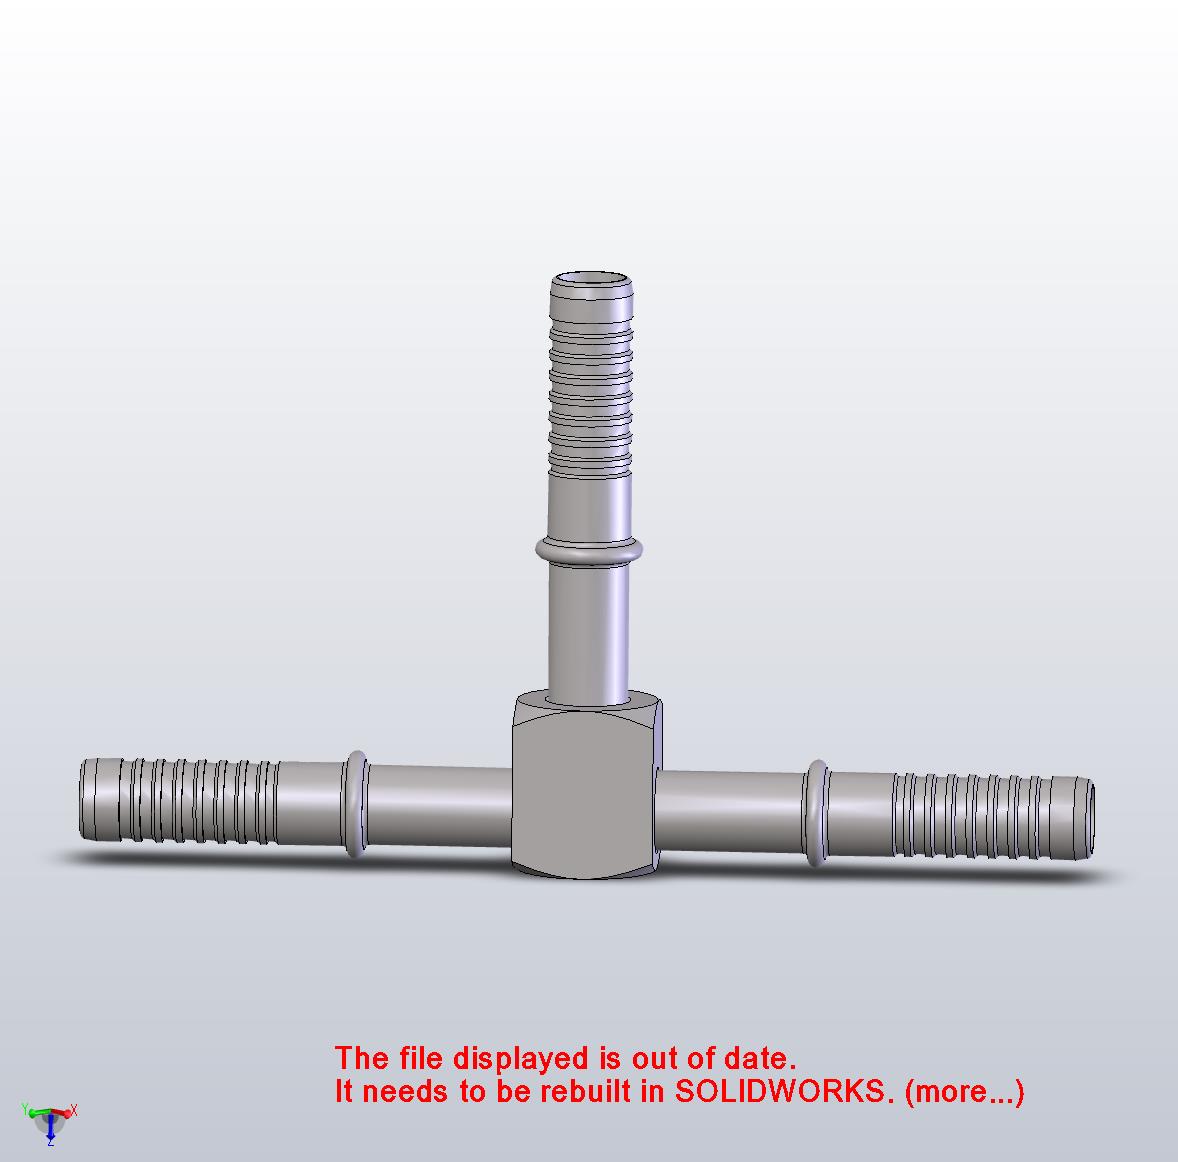 The file displayed is out of date.
It needs to be rebuilt in SOLIDWORKS. (more...)
Y X
Z